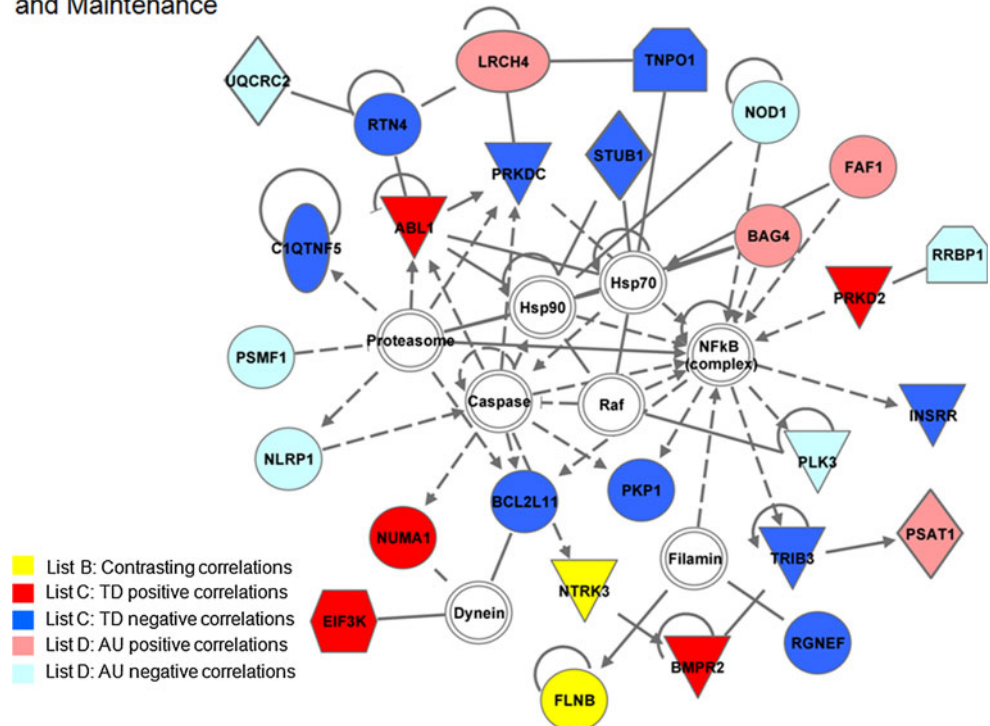 and Maintenance
LRCH4
TNPO1
UQCRC2
NOD1
RTN4
STUB1
PRKDC
FAF1
ABL1
BAG4
C1QTNF5
RRBP1
Hsp70
PRKD2
Hsp90
Proteasome
NFkB
(complex)
PSMF1
Caspase
Raf
INSRR
NLRP1
PLK3
BCL2L11
PKP1
NUMA1
PSAT1
Filamin
TRIB3
List B: Contrasting correlations
List C: TD positive correlations
List C: TD negative correlations
List D: AU positive correlations
List D: AU negative correlations
NTRK3
Dynein
EIF3K
RGNEF
BMPR2
FLNB